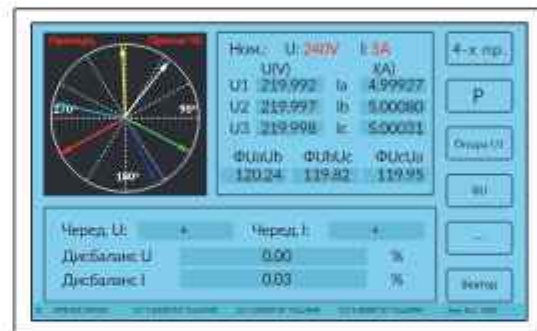 270°
90°
180°
Ном.: U: 240V I: 5A
U(V) I(A)
U1 219.992 Ia 4.99927
U2 219.997 Ib 5.00080
U3 219.998 Ic 5.00031
ΦUaUb ΦUbUc ΦUcUa
120.24 119.82 119.95
4-х пр.
P
Черед. U: + Черед. I: +
Дисбаланс U 0.00 %
Дисбаланс I 0.03 %
...
Вектор